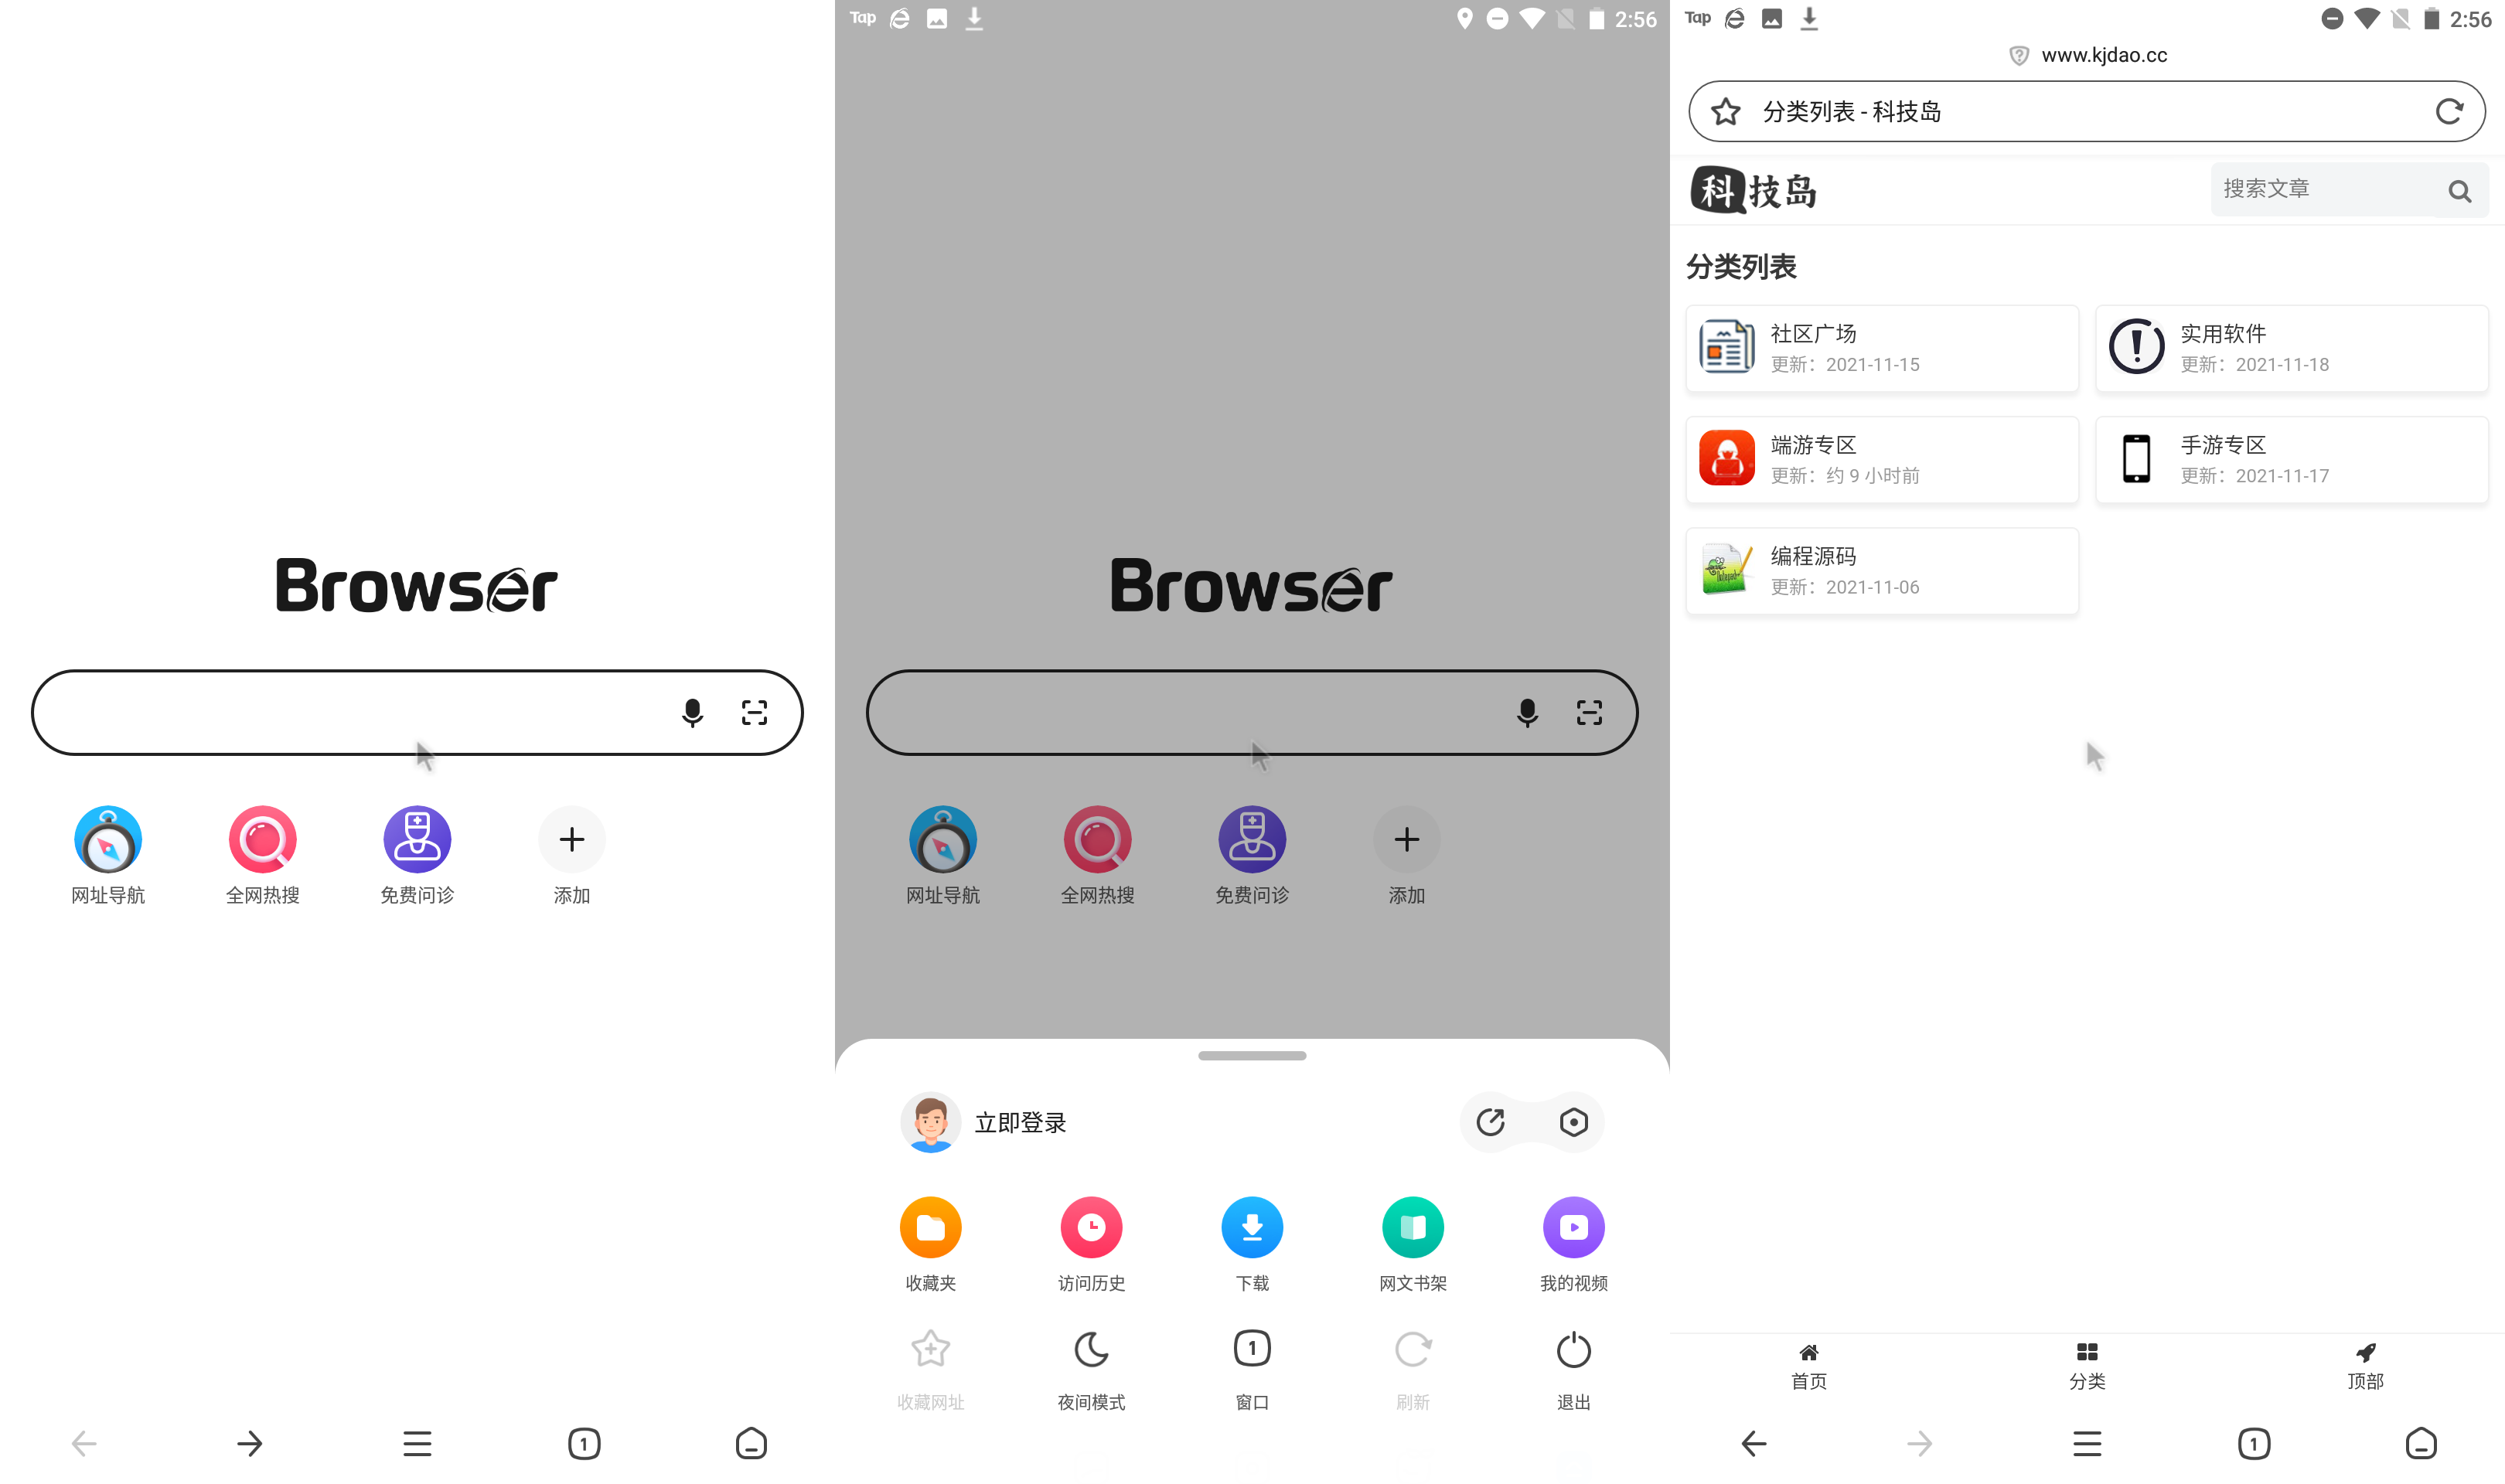 Browser
网址导航
全网热搜
免费问诊
添加
1
Tap
2:56
Browser
网址导航
全网热搜
免费问诊
添加
立即登录
收藏夹
访问历史
下载
网文书架
我的视频
收藏网址
夜间模式
1
窗口
刷新
退出
Tap
2:56
www.kjdao.cc
分类列表 - 科技岛
科技岛
搜索文章
分类列表
社区广场
更新：2021-11-15
实用软件
更新：2021-11-18
端游专区
更新：约 9 小时前
手游专区
更新：2021-11-17
编程源码
更新：2021-11-06
首页
分类
顶部
1